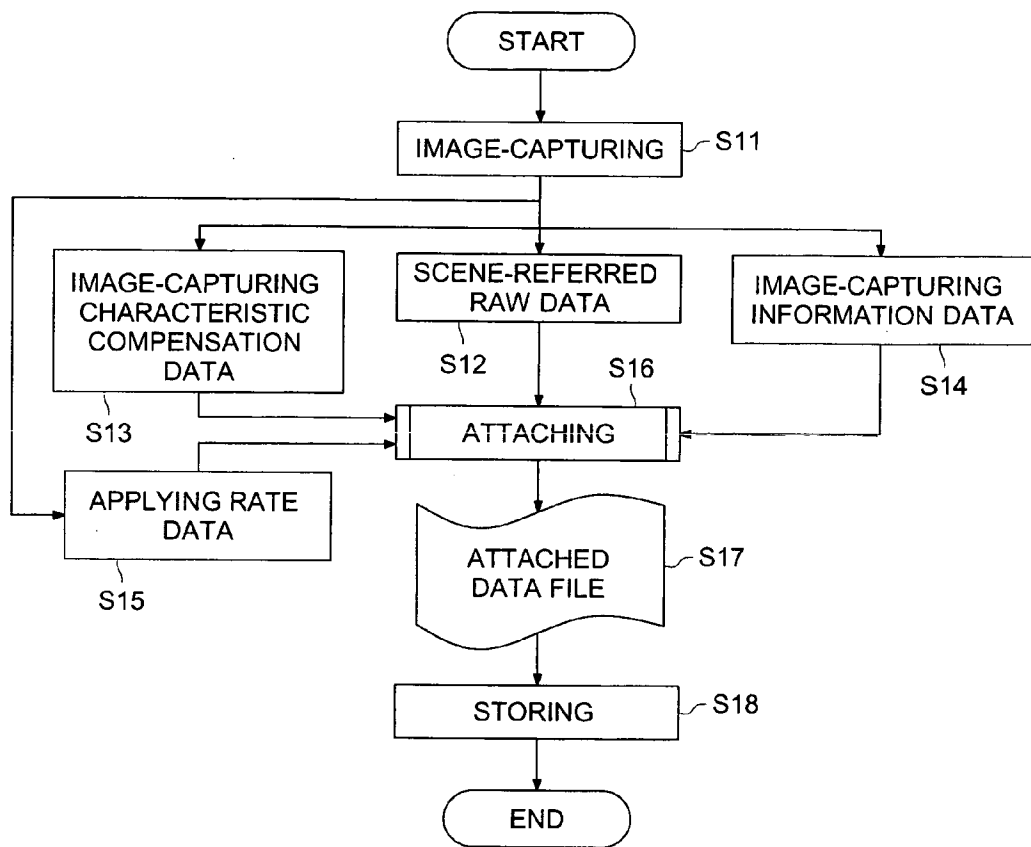 START
IMAGE-CAPTURING
S11
IMAGE-CAPTURING
CHARACTERISTIC
COMPENSATION
DATA
S13
SCENE-REFERRED
RAW DATA
S12
IMAGE-CAPTURING
INFORMATION DATA
S14
S16
ATTACHING
APPLYING RATE
DATA
S15
ATTACHED
DATA FILE
S17
STORING
S18
END